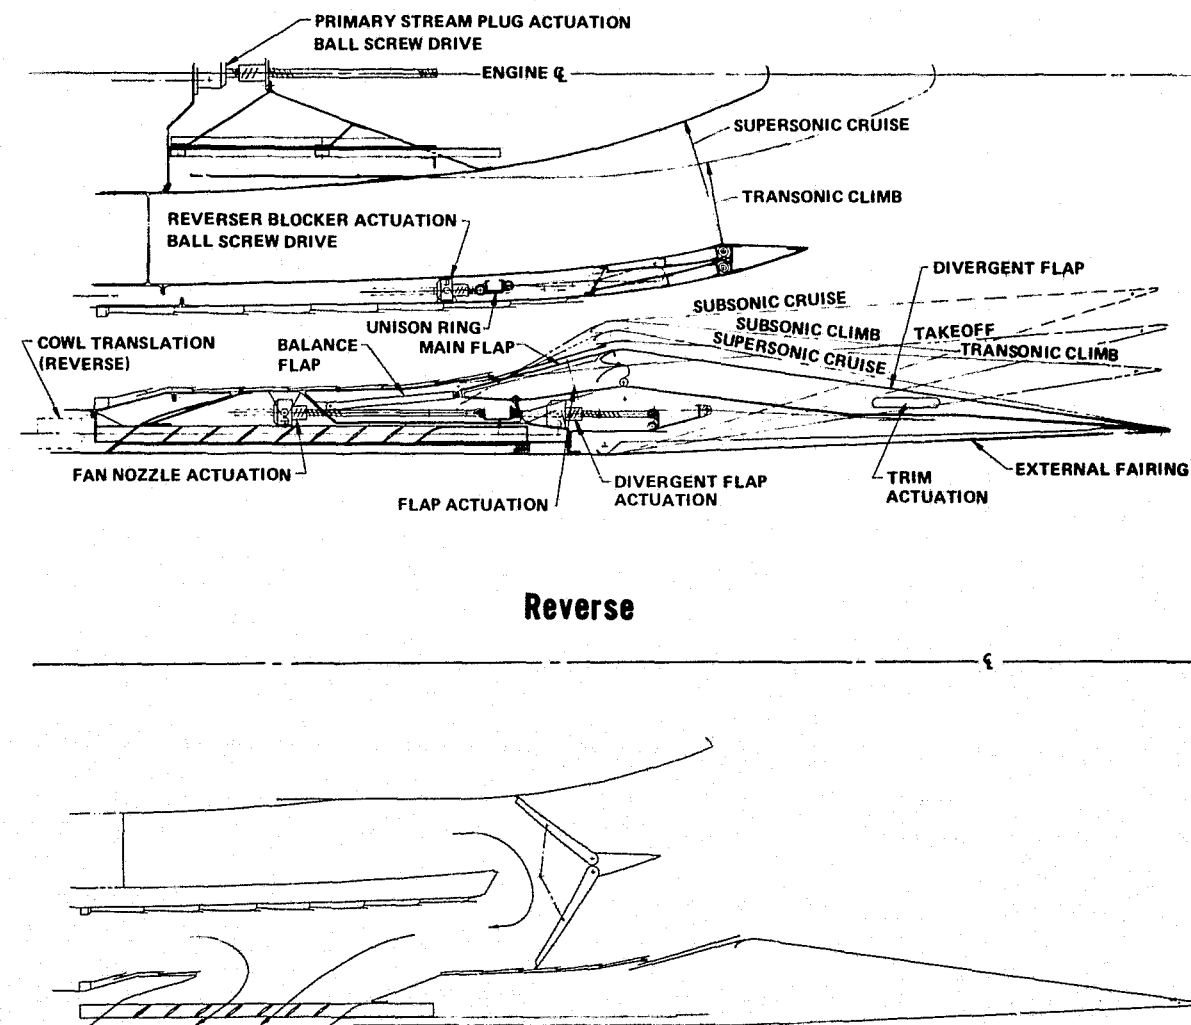 PRIMARY STREAM PLUG ACTUATION
BALL SCREW DRIVE
ENGINE ℄
SUPERSONIC CRUISE
TRANSONIC CLIMB
REVERSER BLOCKER ACTUATION
BALL SCREW DRIVE
DIVERGENT FLAP
SUBSONIC CRUISE
UNISON RING
SUBSONIC CLIMB
TAKEOFF
COWL TRANSLATION
(REVERSE)
BALANCE
FLAP
MAIN FLAP
SUPERSONIC CRUISE
TRANSONIC CLIMB
FAN NOZZLE ACTUATION
FLAP ACTUATION
DIVERGENT FLAP
ACTUATION
TRIM
ACTUATION
EXTERNAL FAIRING
Reverse
℄